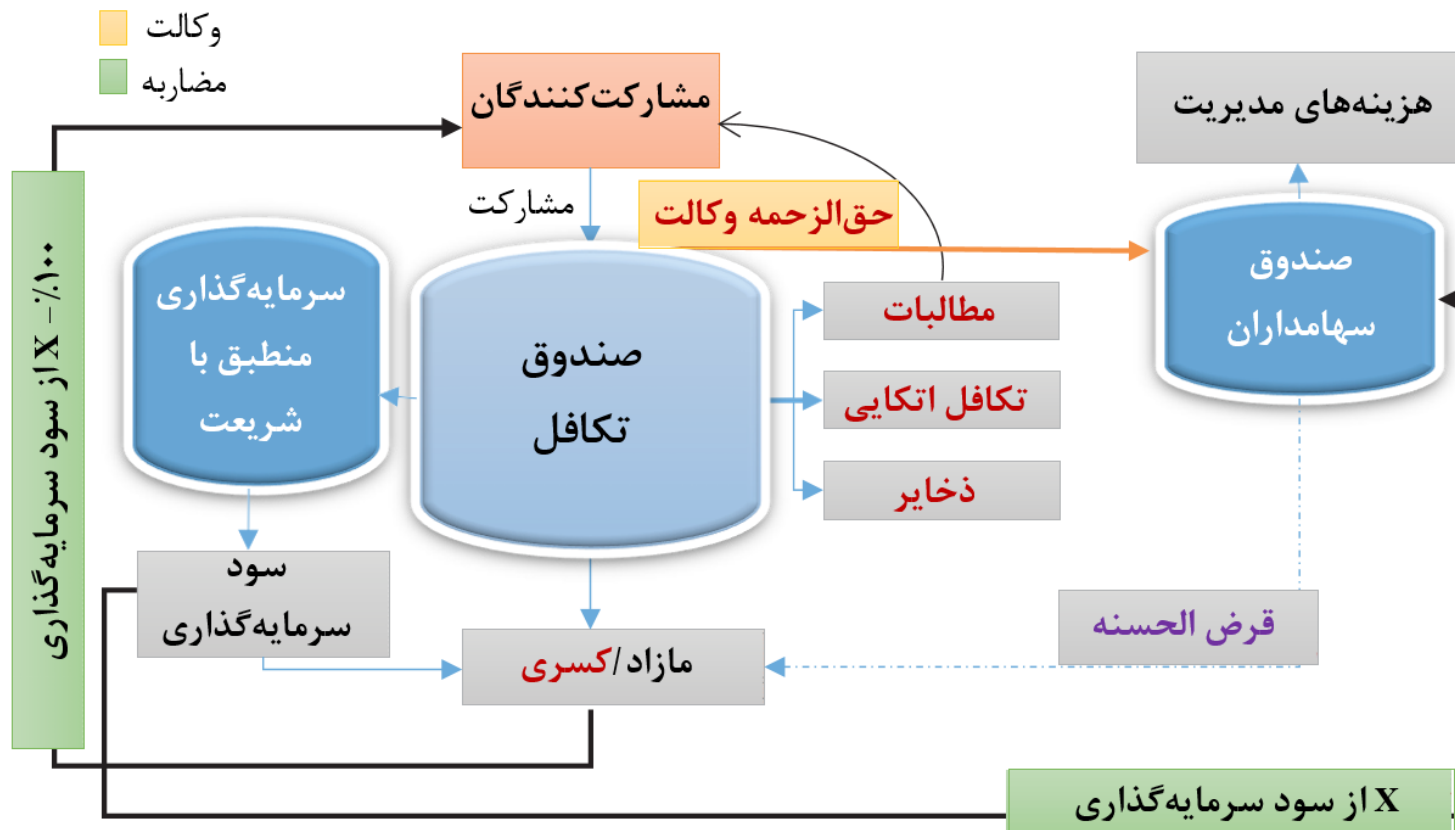 وکالت
مضاربه
مشارکت‌کنندگان
هزینه‌های مدیریت
مشارکت
حق‌الزحمه وکالت
صندوق
سهامداران
سرمایه‌گذاری
منطبق با
شریعت
صندوق
تکافل
مطالبات
تکافل اتکایی
ذخایر
سود
سرمایه‌گذاری
مازاد/کسری
قرض الحسنه
۱۰۰٪ – X از سود سرمایه‌گذاری
X از سود سرمایه‌گذاری